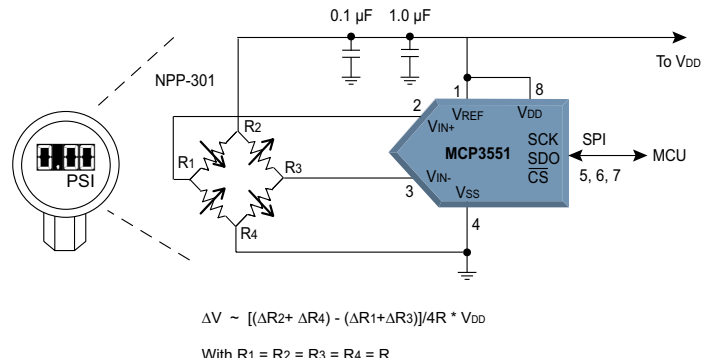 0.1 µF 1.0 µF
To VDD
NPP-301
1 8
2 VREF VDD
VIN+
R2
SCK SPI
R1 R3 MCP3551 SDO MCU
PSI VIN- CS 5, 6, 7
3 VSS
R4 4
ΔV ~ [(ΔR2+ ΔR4) - (ΔR1+ΔR3)]/4R * VDD
With R1 = R2 = R3 = R4 = R